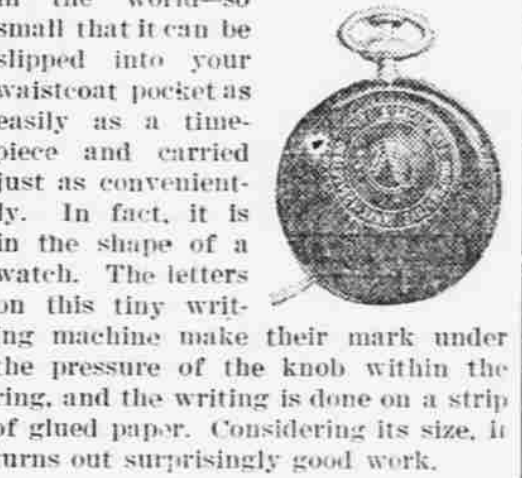 in the world—so
small that it can be
slipped into your
waistcoat pocket as
easily as a time-
piece and carried
just as convenient-
ly. In fact, it is
in the shape of a
watch. The letters
on this tiny writ-
ing machine make their mark under
the pressure of the knob within the
ring, and the writing is done on a strip
of glued paper. Considering its size, it
turns out surprisingly good work.